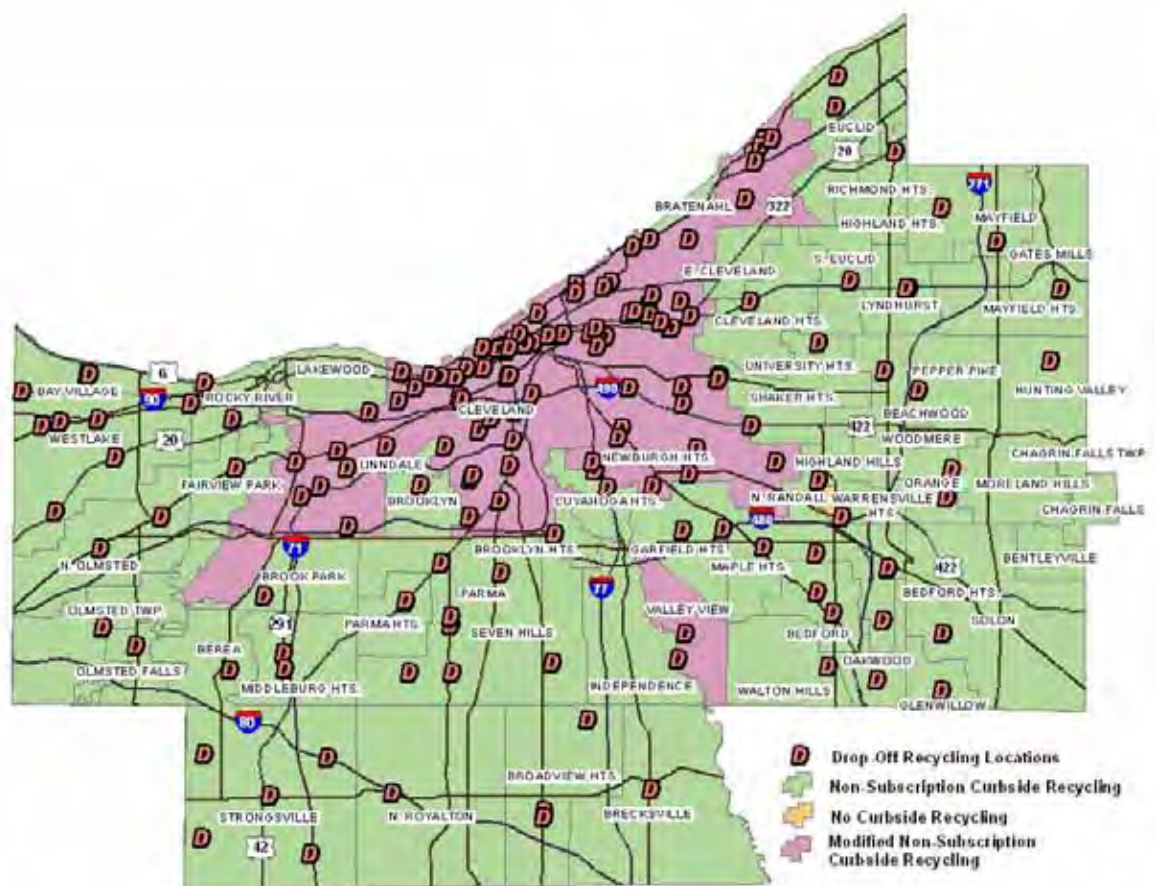 EUCLID
20
RICHMOND HTS.
271
BRATENAHL
322
HIGHLAND HTS.
MAYFIELD
GATES MILLS
E. CLEVELAND
S. EUCLID
LYNDHURST
MAYFIELD HTS.
CLEVELAND HTS.
6
LAKEWOOD
UNIVERSITY HTS.
PEPPER PIKE
BAY VILLAGE
90
ROCKY RIVER
490
SHAKER HTS.
HUNTING VALLEY
CLEVELAND
BEACHWOOD
WESTLAKE
20
422
WOODMERE
CHAGRIN FALLS TWP
LINNDALE
NEWBURGH HTS.
HIGHLAND HILLS
FAIRVIEW PARK
ORANGE
MORELAND HILLS
BROOKLYN
CUYAHOGA HTS.
N. RANDALL
WARRENSVILLE
HTS.
CHAGRIN FALLS
480
71
BROOKLYN HTS.
GARFIELD HTS.
BENTLEYVILLE
N. OLMSTED
BROOK PARK
MAPLE HTS.
422
77
BEDFORD HTS.
PARMA
OLMSTED TWP
VALLEY VIEW
291
PARMA HTS.
SEVEN HILLS
BEDFORD
SOLON
BEREA
OLMSTED FALLS
OAKWOOD
MIDDLEBURG HTS.
INDEPENDENCE
WALTON HILLS
GLENWILLOW
80
BROADVIEW HTS.
STRONGSVILLE
N. ROYALTON
BRECKSVILLE
42
D Drop-Off Recycling Locations
Non-Subscription Curbside Recycling
No Curbside Recycling
Modified Non-Subscription
Curbside Recycling